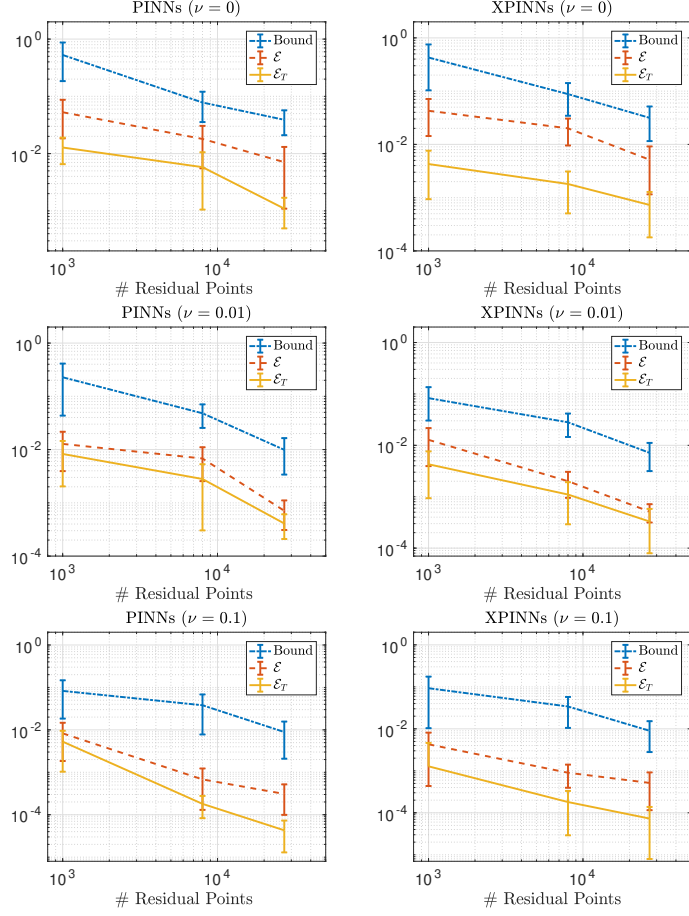 PINNs (ν = 0)
10^0
10^-2
Bound
ℰ
ℰ_T
10^3
10^4
# Residual Points
XPINNs (ν = 0)
10^0
10^-2
10^-4
Bound
ℰ
ℰ_T
10^3
10^4
# Residual Points
PINNs (ν = 0.01)
10^0
10^-2
10^-4
Bound
ℰ
ℰ_T
10^3
10^4
# Residual Points
XPINNs (ν = 0.01)
10^0
10^-2
10^-4
Bound
ℰ
ℰ_T
10^3
10^4
# Residual Points
PINNs (ν = 0.1)
10^0
10^-2
10^-4
Bound
ℰ
ℰ_T
10^3
10^4
# Residual Points
XPINNs (ν = 0.1)
10^0
10^-2
10^-4
Bound
ℰ
ℰ_T
10^3
10^4
# Residual Points